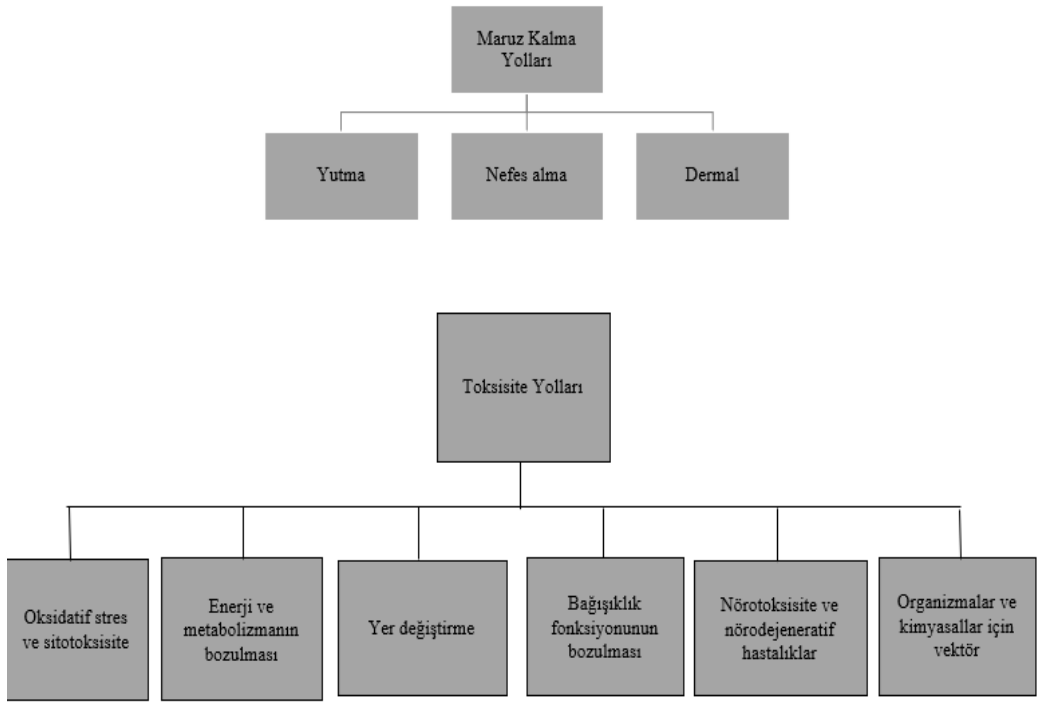 Maruz Kalma
Yolları
Yutma
Nefes alma
Dermal
Toksisite Yolları
Oksidatif stres
ve sitotoksisite
Enerji ve
metabolizmanın
bozulması
Yer değiştirme
Bağışıklık
fonksiyonunun
bozulması
Nörotoksisite ve
nörodejeneratif
hastalıklar
Organizmalar ve
kimyasallar için
vektör